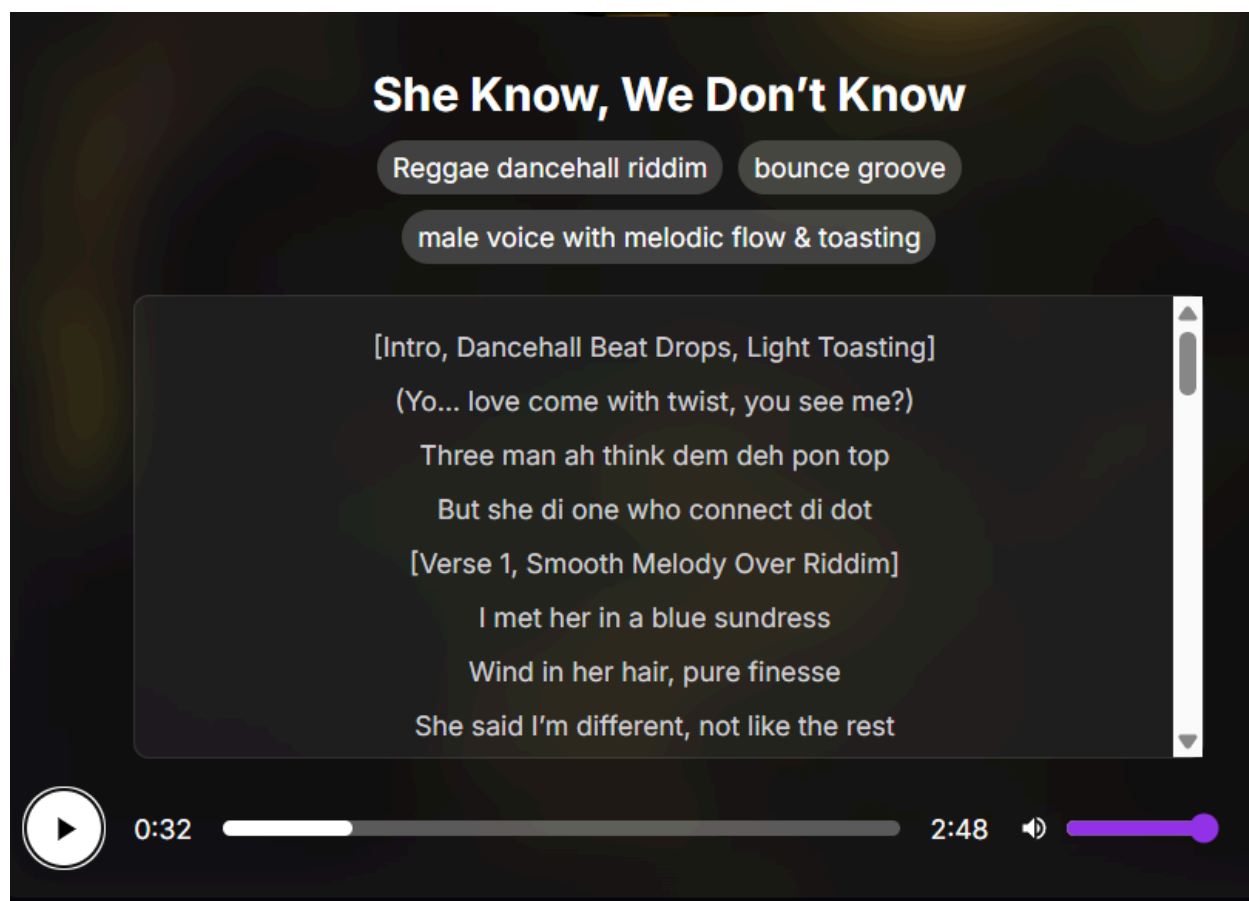 She Know, We Don’t Know
Reggae dancehall riddim bounce groove
male voice with melodic flow & toasting
[Intro, Dancehall Beat Drops, Light Toasting]
(Yo... love come with twist, you see me?)
Three man ah think dem deh pon top
But she di one who connect di dot
[Verse 1, Smooth Melody Over Riddim]
I met her in a blue sundress
Wind in her hair, pure finesse
She said I’m different, not like the rest
0:32 2:48